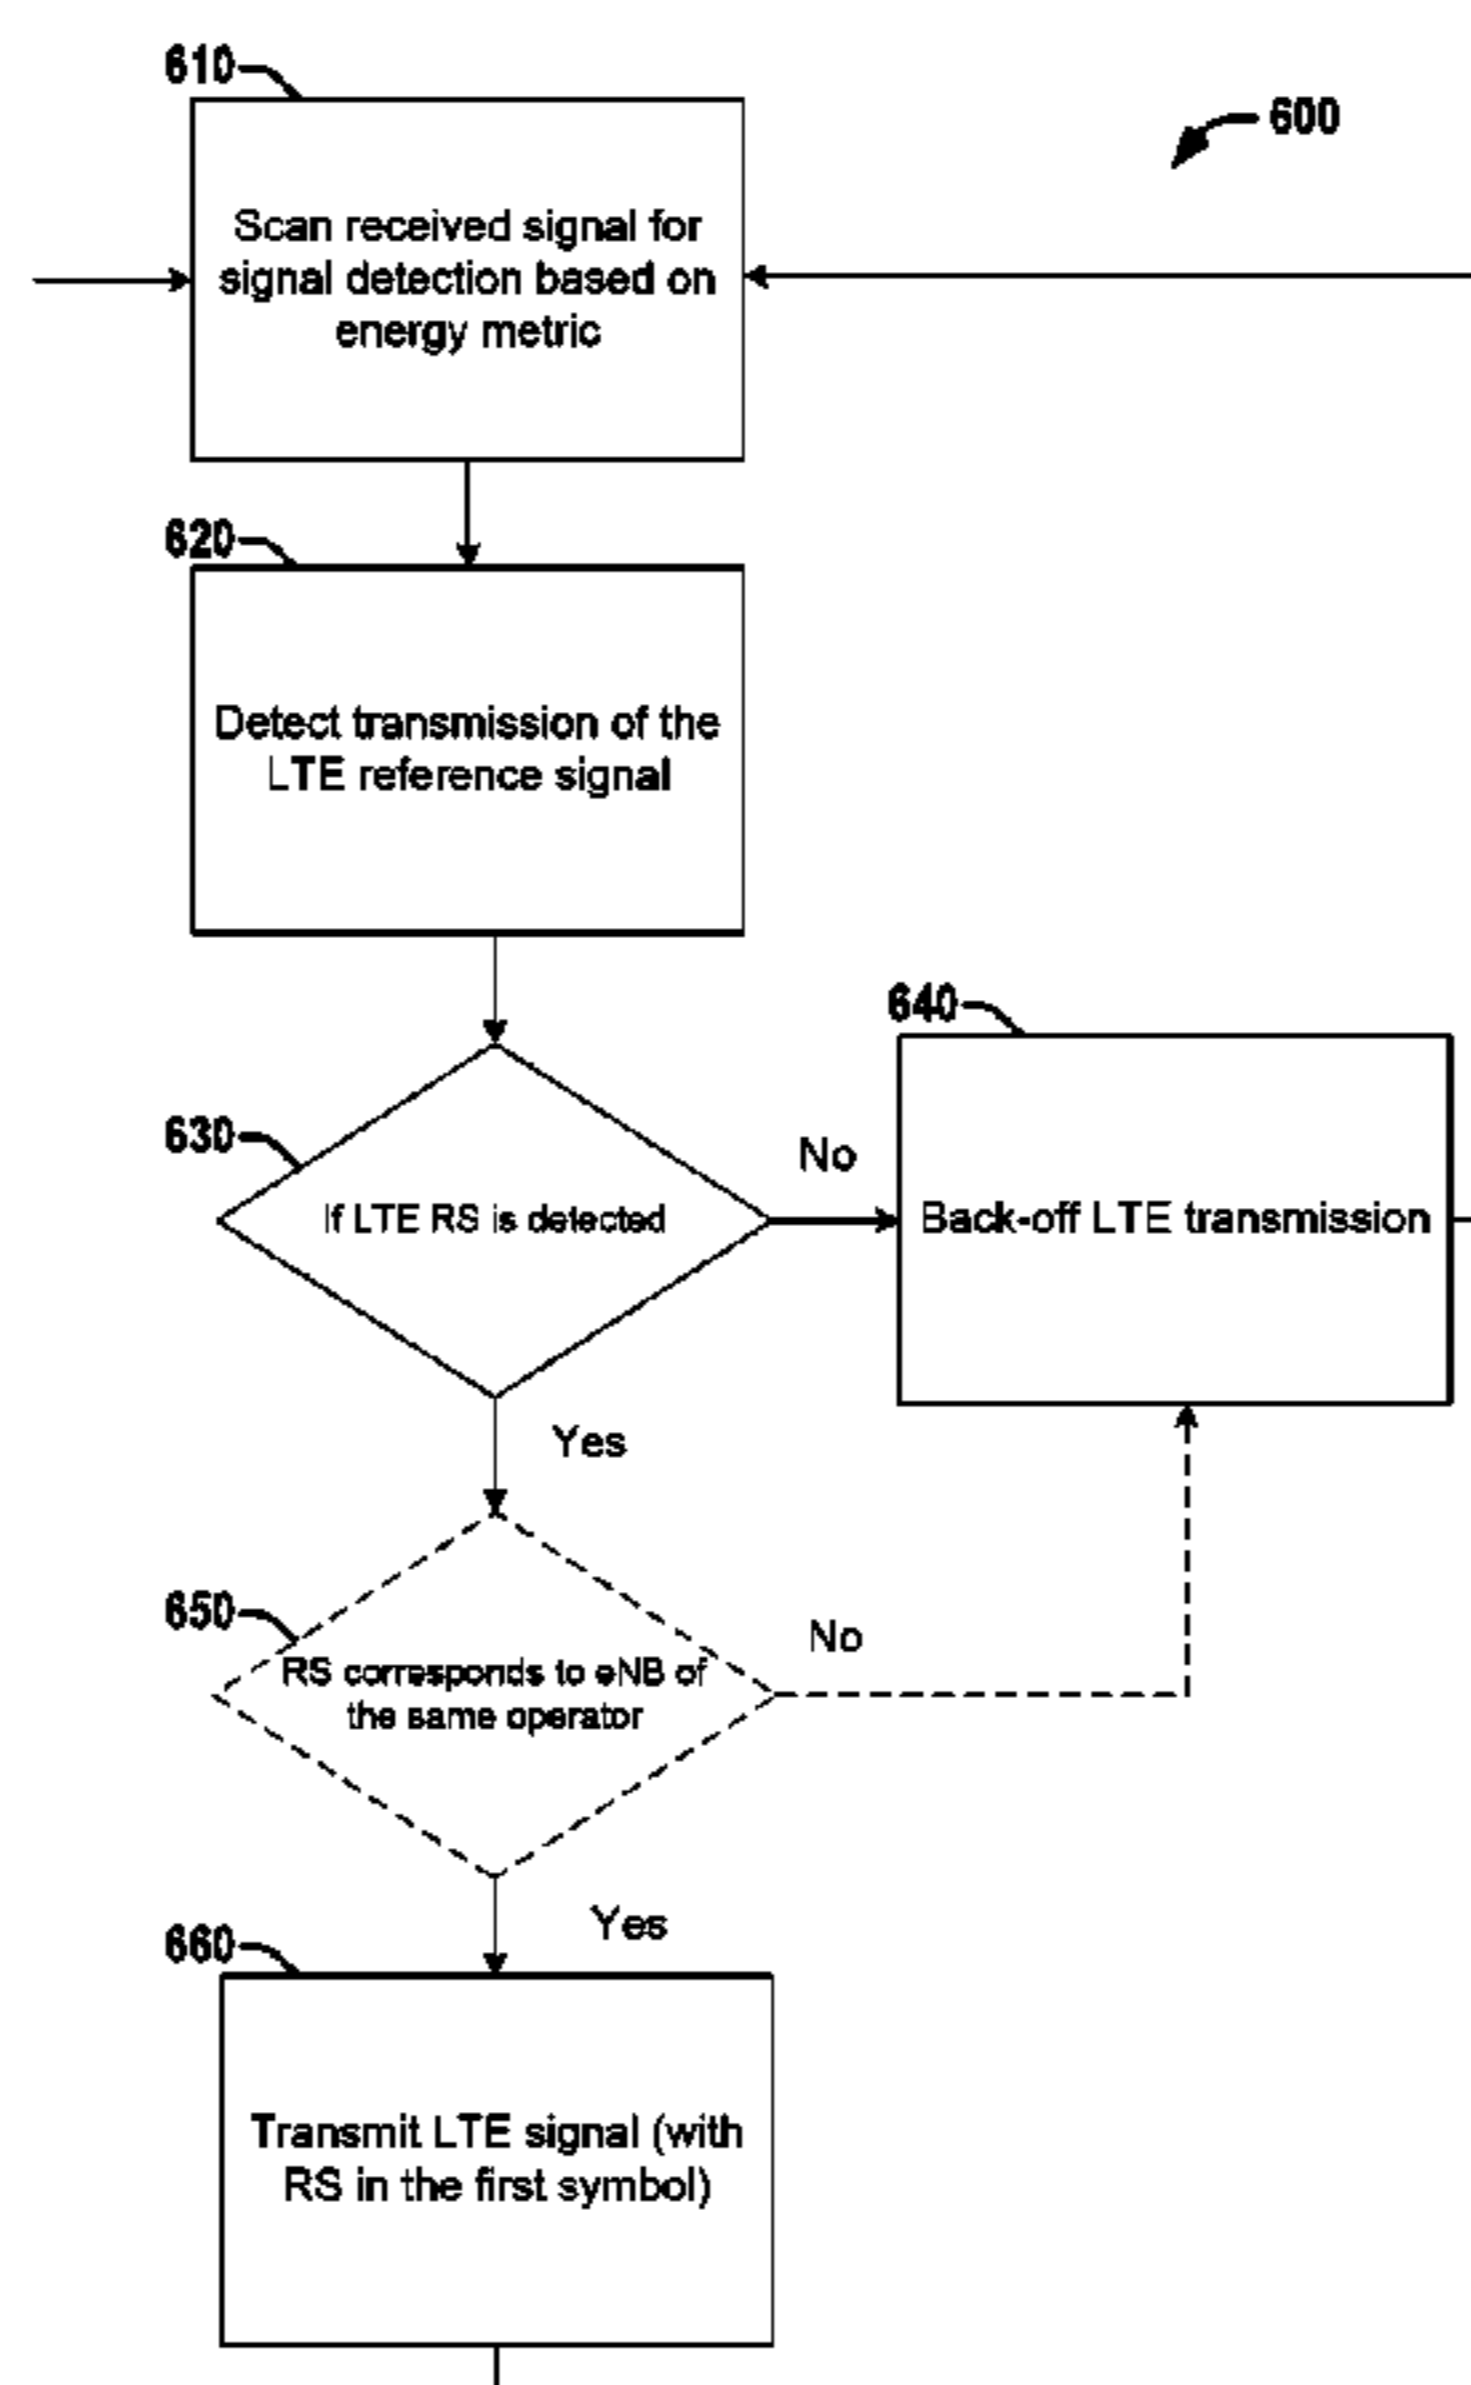 610
600
Scan received signal for
signal detection based on
energy metric
620
Detect transmission of the
LTE reference signal
640
630
No
If LTE RS is detected
Back-off LTE transmission
Yes
650
No
RS corresponds to eNB of
the same operator
Yes
660
Transmit LTE signal (with
RS in the first symbol)